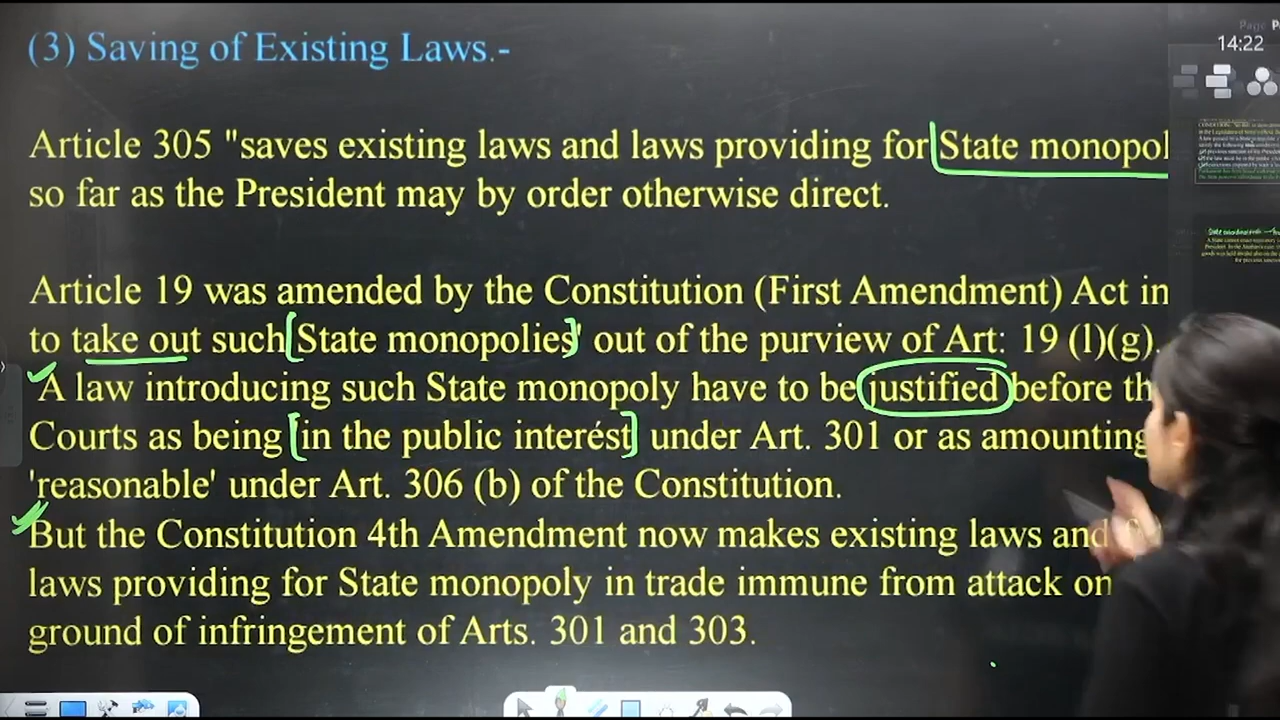 (3) Saving of Existing Laws.-
14:22
Article 305 "saves existing laws and laws providing for State monopol
so far as the President may by order otherwise direct.
Article 19 was amended by the Constitution (First Amendment) Act in
to take out such State monopolies' out of the purview of Art: 19 (l)(g).
A law introducing such State monopoly have to be justified before th
Courts as being in the public interést under Art. 301 or as amounting
'reasonable' under Art. 306 (b) of the Constitution.
But the Constitution 4th Amendment now makes existing laws and
laws providing for State monopoly in trade immune from attack on
ground of infringement of Arts. 301 and 303.